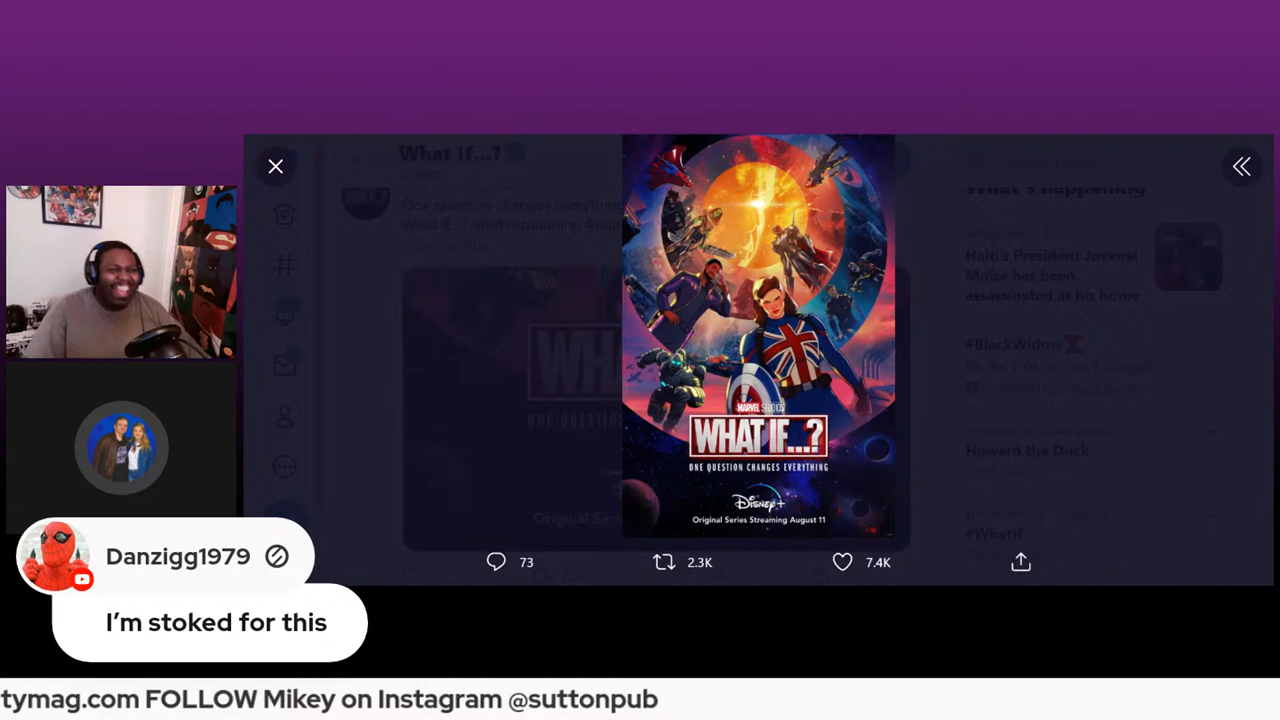 What If...?
One question changes everything
What's happening
Haiti's President Jovenel
Moïse has been
assassinated at his home
#BlackWidow
Howard the Duck
#WhatIf
MARVEL STUDIOS
WHAT IF...?
ONE QUESTION CHANGES EVERYTHING
Disney+
Original Series Streaming August 11
73
2.3K
7.4K
Danzigg1979
I'm stoked for this
tymag.com FOLLOW Mikey on Instagram @suttonpub